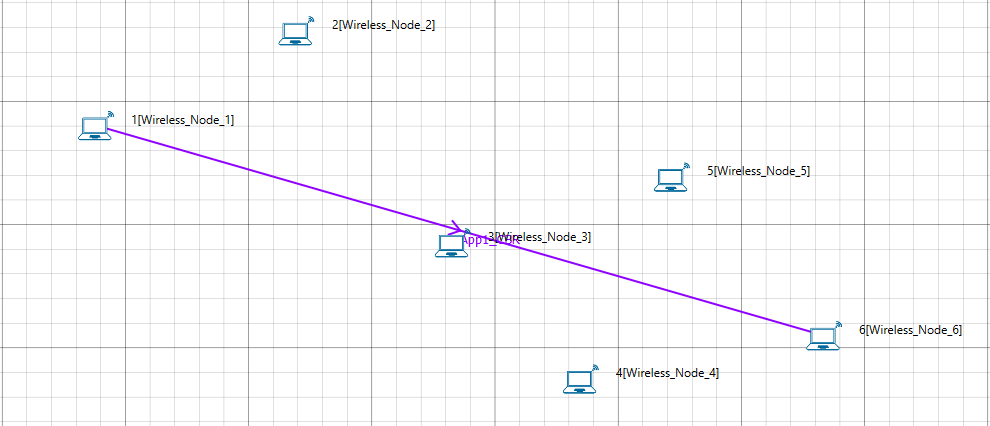 2[Wireless_Node_2]
1[Wireless_Node_1]
5[Wireless_Node_5]
3[Wireless_Node_3]
6[Wireless_Node_6]
4[Wireless_Node_4]